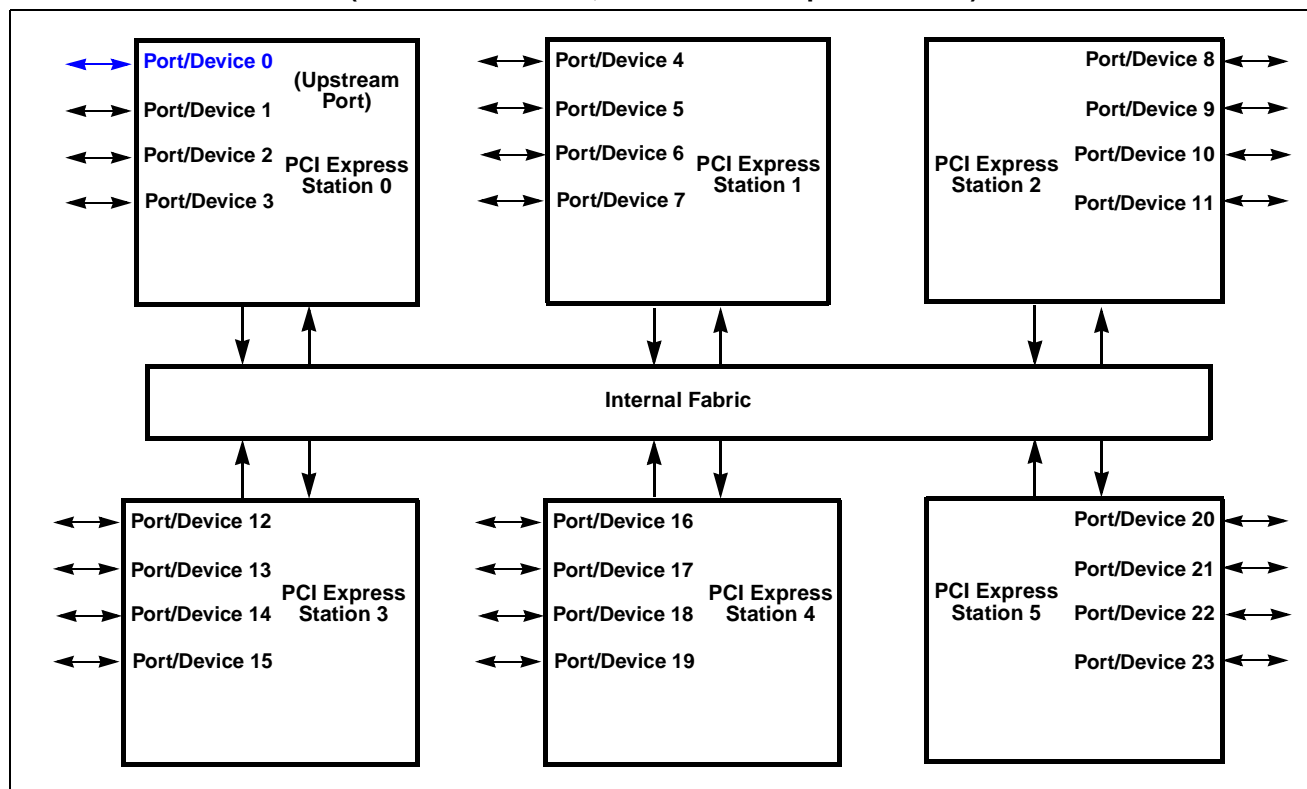 Port/Device 0
(Upstream
Port)
Port/Device 1
Port/Device 2
Port/Device 3
PCI Express
Station 0
Port/Device 4
Port/Device 5
Port/Device 6
Port/Device 7
PCI Express
Station 1
Port/Device 8
Port/Device 9
Port/Device 10
Port/Device 11
PCI Express
Station 2
Internal Fabric
Port/Device 12
Port/Device 13
Port/Device 14
Port/Device 15
PCI Express
Station 3
Port/Device 16
Port/Device 17
Port/Device 18
Port/Device 19
PCI Express
Station 4
Port/Device 20
Port/Device 21
Port/Device 22
Port/Device 23
PCI Express
Station 5